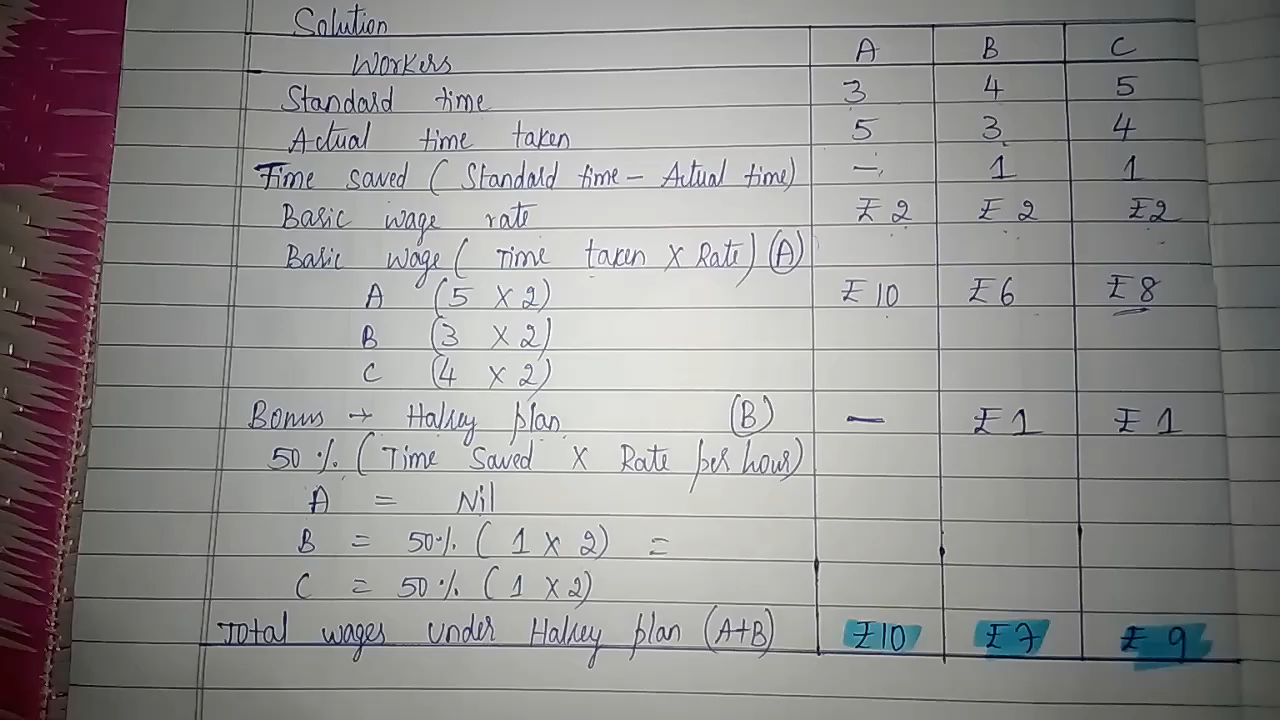 Solution
Workers A B C
Standard time 3 4 5
Actual time taken 5 3 4
Time saved ( Standard time - Actual time) - 1 1
Basic wage rate ₹ 2 ₹ 2 ₹2
Basic wage ( Time taken X Rate) (A)
A (5 X 2) ₹ 10 ₹ 6 ₹ 8
B (3 X 2)
C (4 X 2)
Bonus → Halsey plan (B) — ₹ 1 ₹ 1
50 % ( Time Saved X Rate per hour)
A = Nil
B = 50% ( 1 X 2) =
C = 50 % (1 X 2)
Total wages under Halsey plan (A+B) ₹10 ₹ 7 ₹ 9